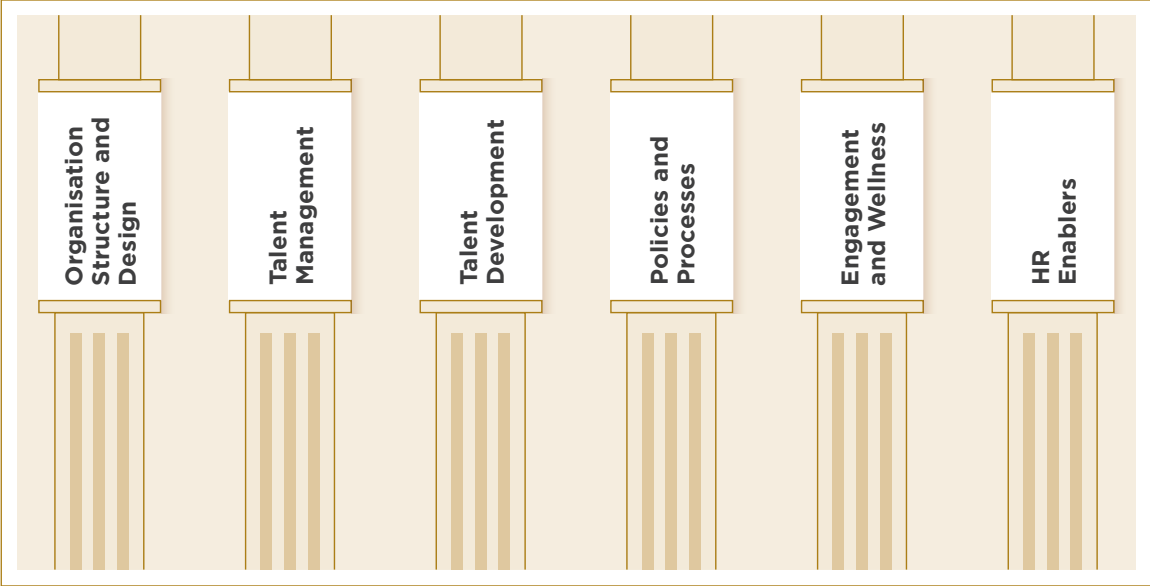 Organisation
Structure and
Design
Talent
Management
Talent
Development
Policies and
Processes
Engagement
and Wellness
HR
Enablers